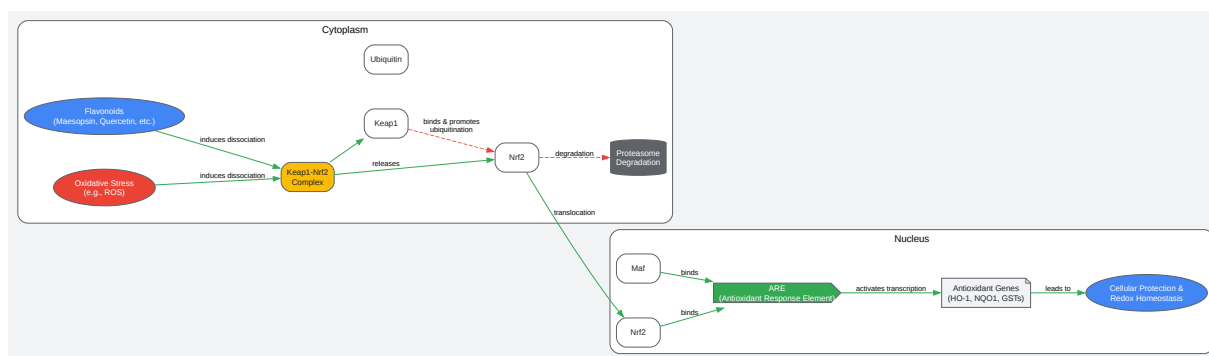 Cytoplasm
Ubiquitin
Flavonoids
(Maesopsin, Quercetin, etc.)
Keap1
binds & promotes
ubiquitination
induces dissociation
Nrf2
degradation
Proteasome
Degradation
releases
Keap1-Nrf2
Complex
Oxidative Stress
(e.g., ROS)
induces dissociation
translocation
Nucleus
Maf
binds
ARE
(Antioxidant Response Element)
activates transcription
Antioxidant Genes
(HO-1, NQO1, GSTs)
leads to
Cellular Protection &
Redox Homeostasis
binds
Nrf2